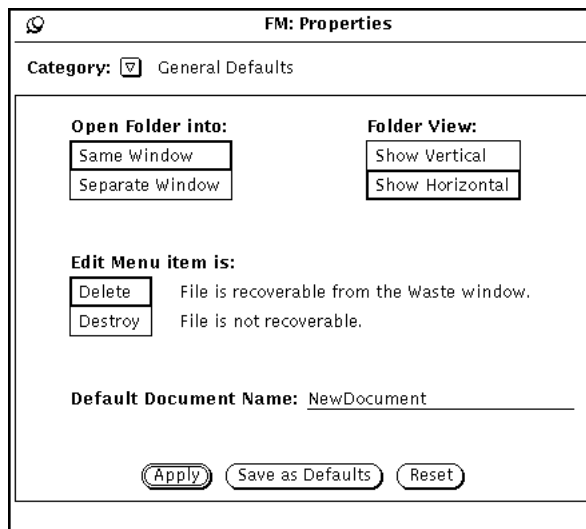 FM: Properties
Category: General Defaults
Open Folder into: Folder View:
Same Window Show Vertical
Separate Window Show Horizontal
Edit Menu item is:
Delete File is recoverable from the Waste window.
Destroy File is not recoverable.
Default Document Name: NewDocument
Apply Save as Defaults Reset